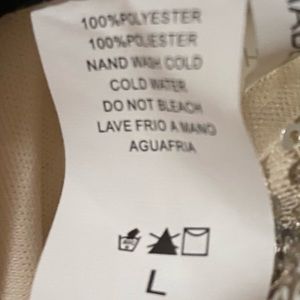 100%POLYESTER
100%POLIESTER
NAND WASH COLD
COLD WATER
DO NOT BLEACH
LAVE FRIO A MANO
AGUAFRIA
L